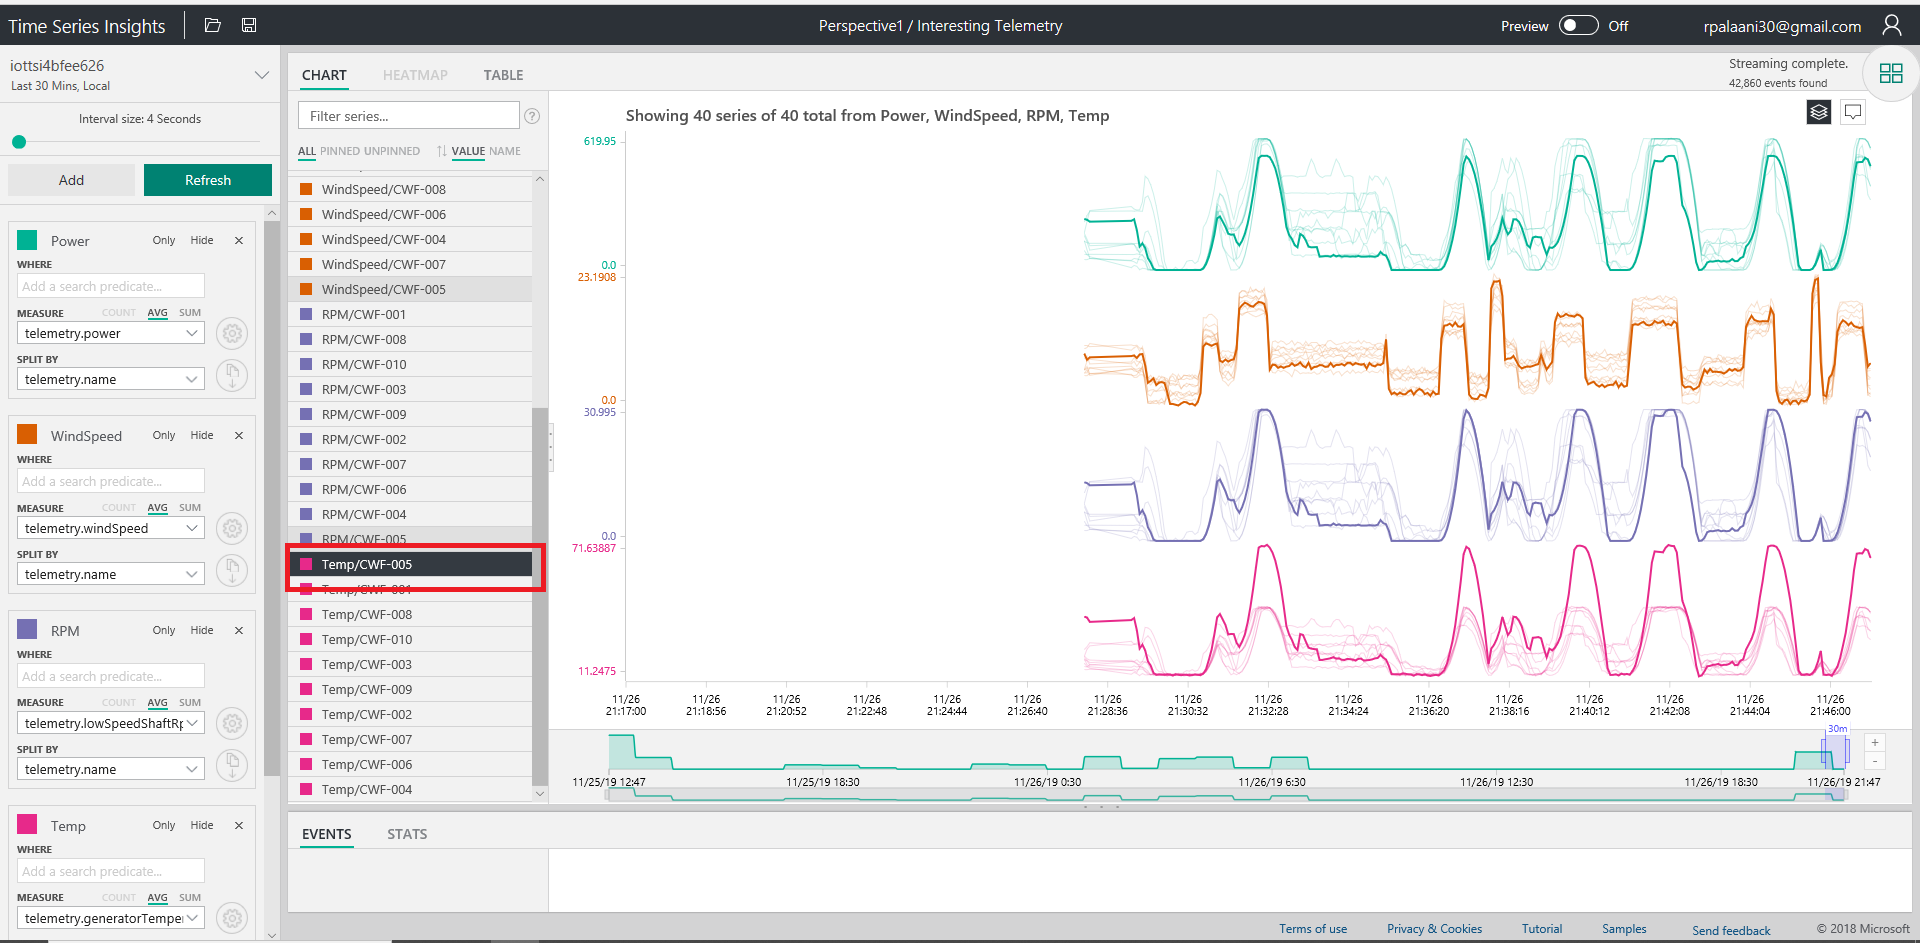 Time Series Insights
Perspective1 / Interesting Telemetry
Preview Off
rpalaani30@gmail.com
iottsi4bfee626
Last 30 Mins, Local
Interval size: 4 Seconds
Add Refresh
Power Only Hide ×
WHERE
Add a search predicate...
MEASURE COUNT AVG SUM
telemetry.power
SPLIT BY
telemetry.name
WindSpeed Only Hide ×
WHERE
Add a search predicate...
MEASURE COUNT AVG SUM
telemetry.windSpeed
SPLIT BY
telemetry.name
RPM Only Hide ×
WHERE
Add a search predicate...
MEASURE COUNT AVG SUM
telemetry.lowSpeedShaftRp
SPLIT BY
telemetry.name
Temp Only Hide ×
WHERE
Add a search predicate...
MEASURE COUNT AVG SUM
telemetry.generatorTemper
CHART HEATMAP TABLE
Streaming complete.
42,860 events found
Filter series... ?
ALL PINNED UNPINNED VALUE NAME
WindSpeed/CWF-008
WindSpeed/CWF-006
WindSpeed/CWF-004
WindSpeed/CWF-007
WindSpeed/CWF-005
RPM/CWF-001
RPM/CWF-008
RPM/CWF-010
RPM/CWF-003
RPM/CWF-009
RPM/CWF-002
RPM/CWF-007
RPM/CWF-006
RPM/CWF-004
RPM/CWF-005
Temp/CWF-005
Temp/CWF-001
Temp/CWF-008
Temp/CWF-010
Temp/CWF-003
Temp/CWF-009
Temp/CWF-002
Temp/CWF-007
Temp/CWF-006
Temp/CWF-004
Showing 40 series of 40 total from Power, WindSpeed, RPM, Temp
619.95
0.0
23.1908
0.0
30.995
0.0
71.63887
11.2475
11/26 11/26 11/26 11/26 11/26 11/26 11/26 11/26 11/26 11/26 11/26 11/26 11/26 11/26 11/26 11/26
21:17:00 21:18:56 21:20:52 21:22:48 21:24:44 21:26:40 21:28:36 21:30:32 21:32:28 21:34:24 21:36:20 21:38:16 21:40:12 21:42:08 21:44:04 21:46:00
30m
+
-
11/25/19 12:47 11/25/19 18:30 11/26/19 0:30 11/26/19 6:30 11/26/19 12:30 11/26/19 18:30 11/26/19 21:47
EVENTS STATS
Terms of use Privacy & Cookies Tutorial Samples Send feedback © 2018 Microsoft